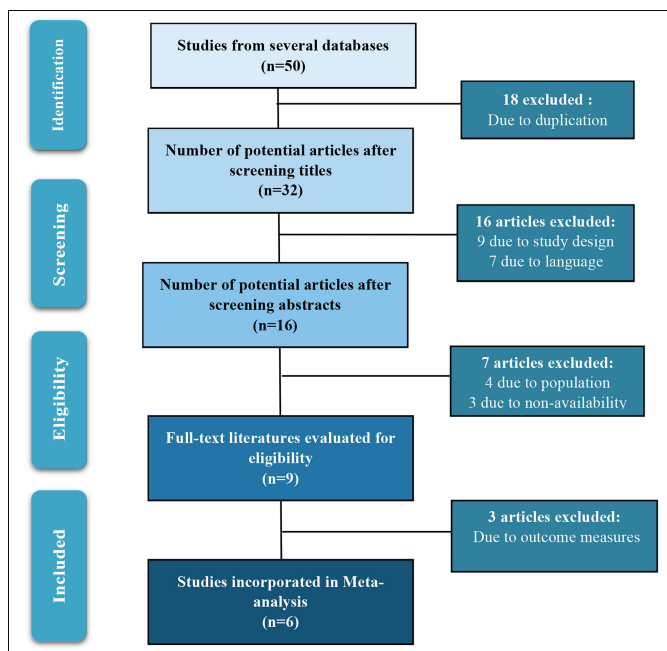 Identification
Studies from several databases
(n=50)
18 excluded :
Due to duplication
Number of potential articles after
screening titles
(n=32)
Screening
16 articles excluded:
9 due to study design
7 due to language
Number of potential articles after
screening abstracts
(n=16)
Eligibility
7 articles excluded:
4 due to population
3 due to non-availability
Full-text literatures evaluated for
eligibility
(n=9)
Included
3 articles excluded:
Due to outcome measures
Studies incorporated in Meta-
analysis
(n=6)